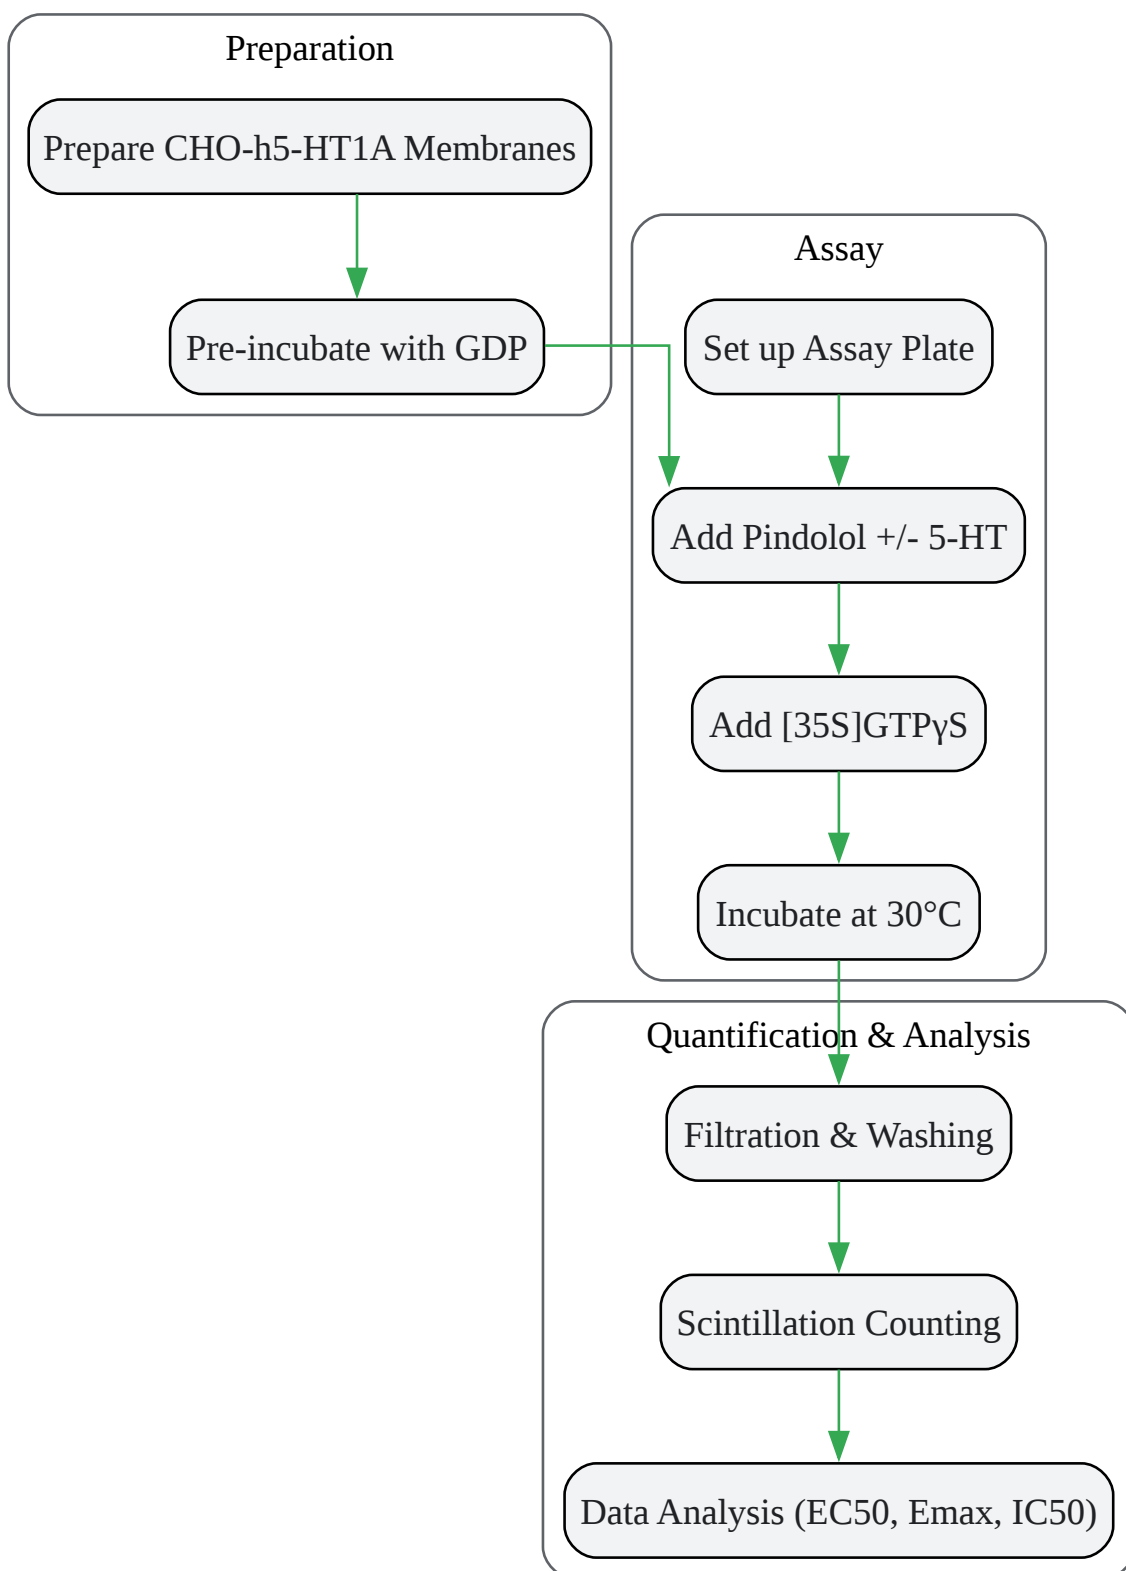 Preparation
Prepare CHO-h5-HT1A Membranes
Pre-incubate with GDP
Assay
Set up Assay Plate
Add Pindolol +/- 5-HT
Add [35S]GTPγS
Incubate at 30°C
Quantification & Analysis
Filtration & Washing
Scintillation Counting
Data Analysis (EC50, Emax, IC50)